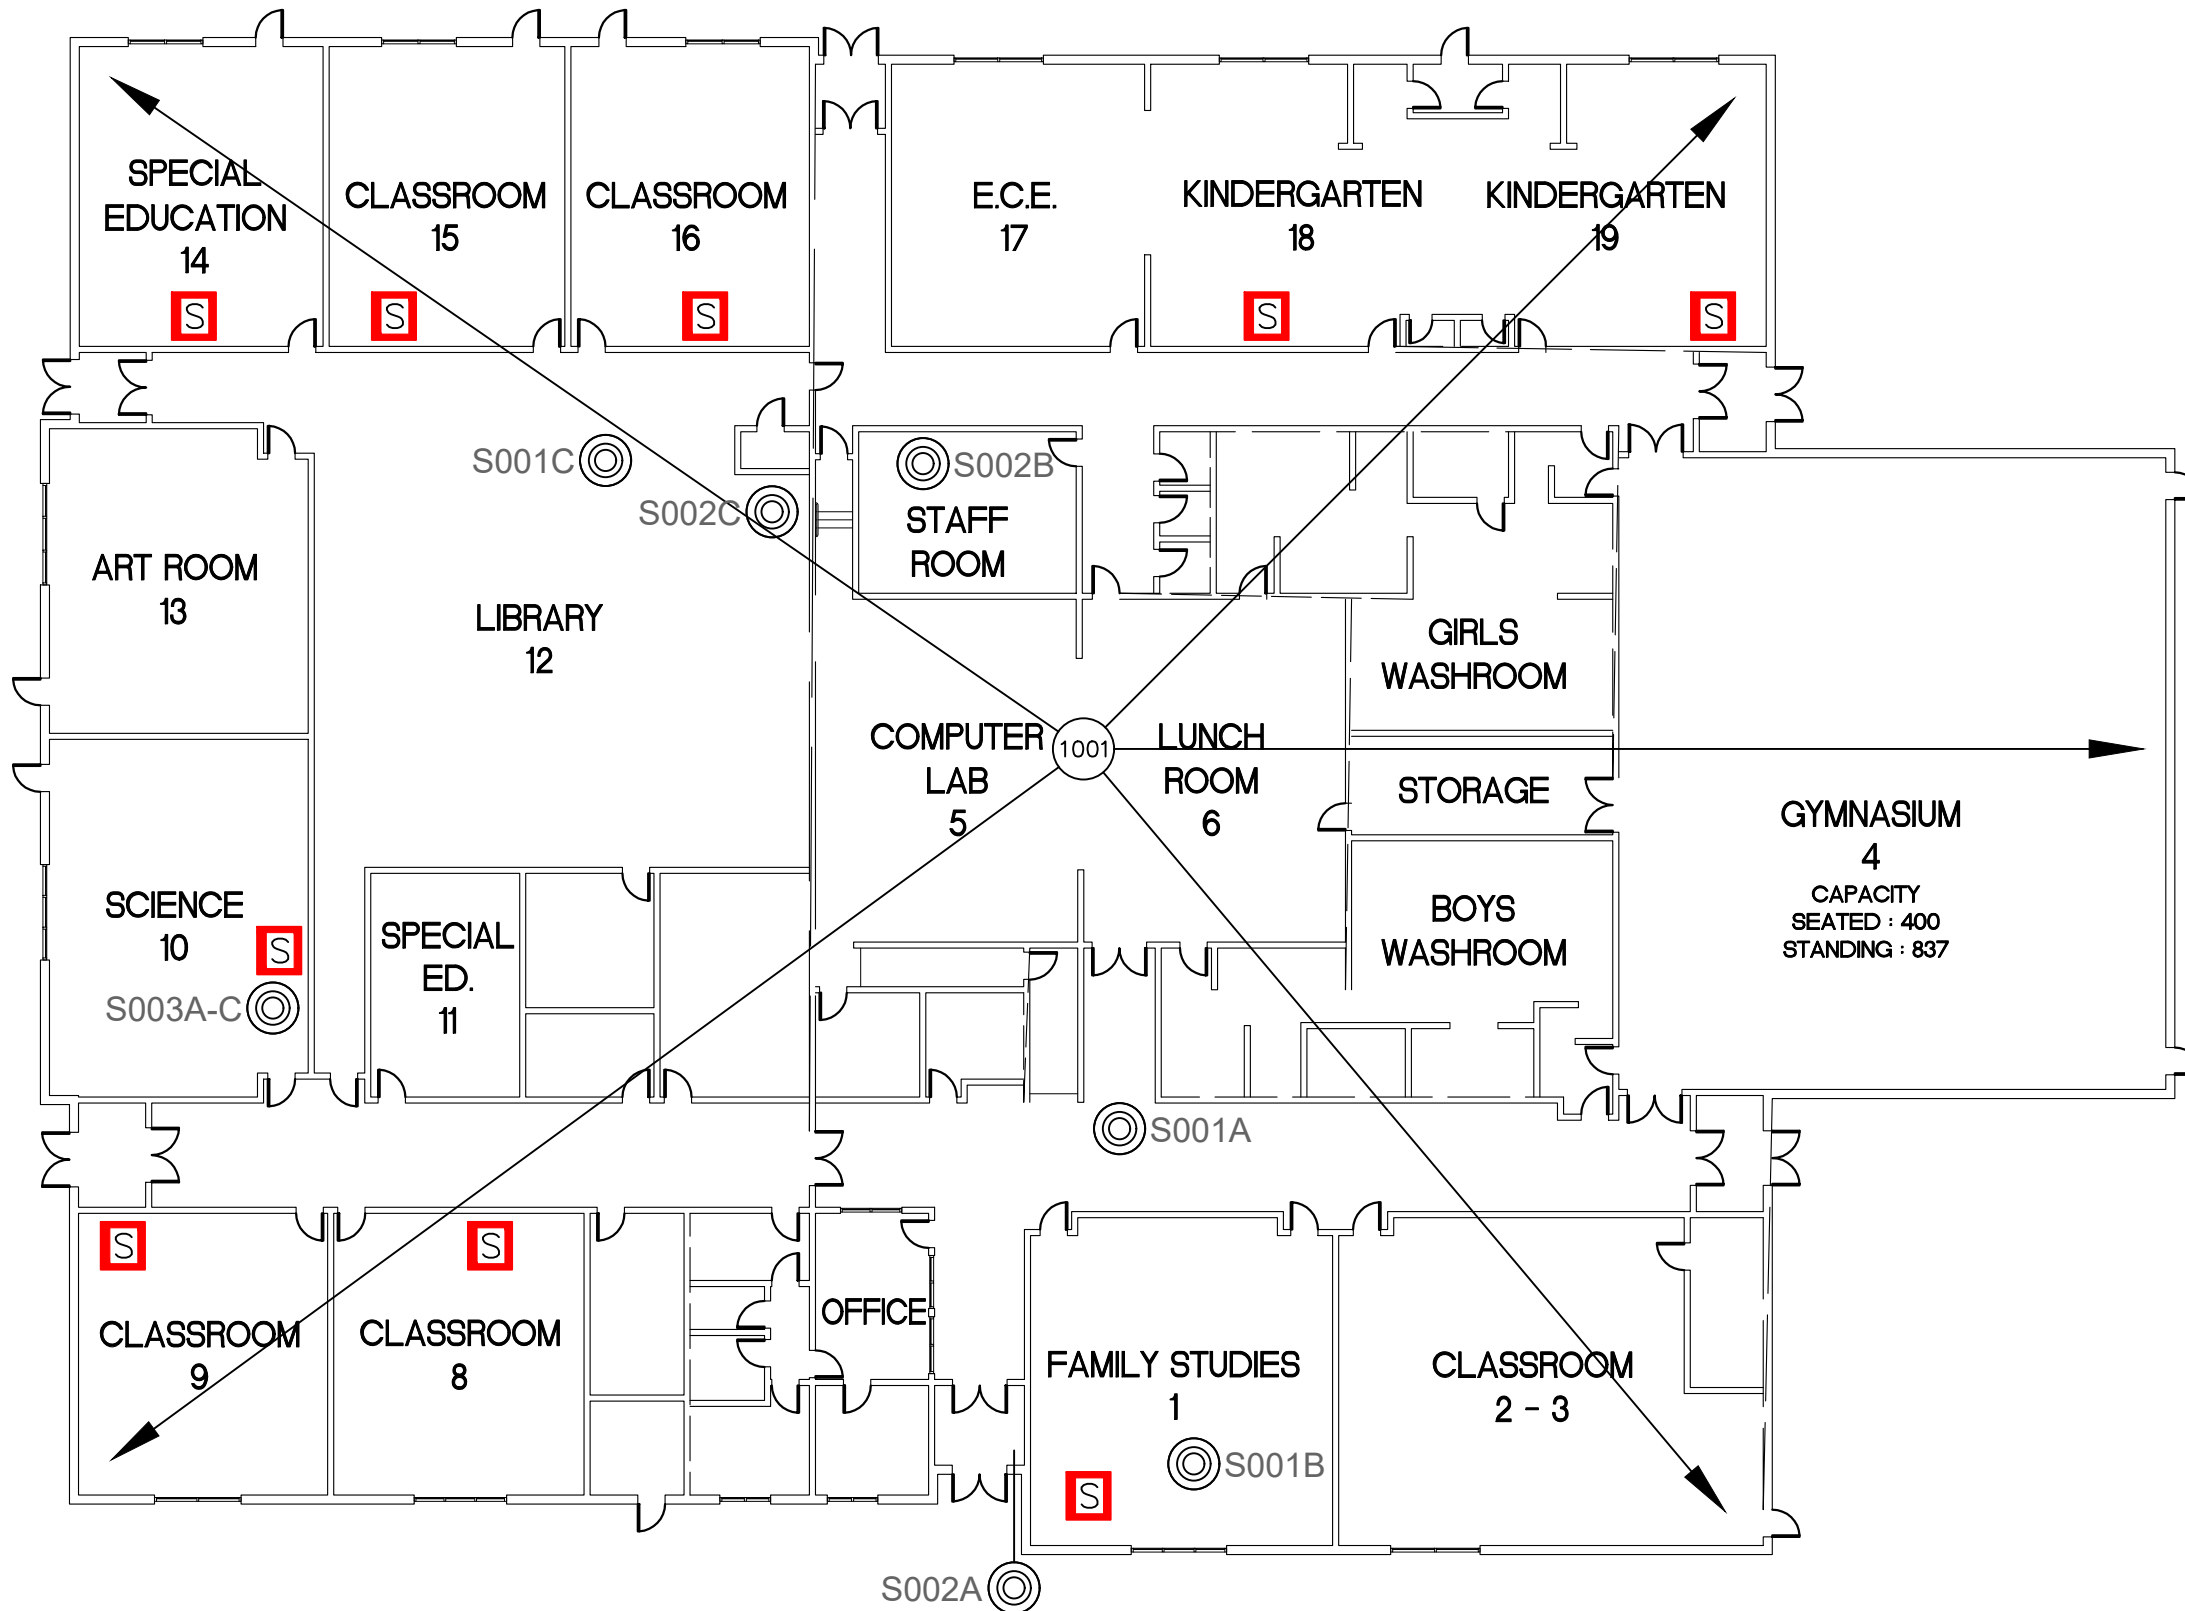 SPECIAL
EDUCATION
14
S
CLASSROOM
15
S
CLASSROOM
16
S
E.C.E.
17
KINDERGARTEN
18
S
KINDERGARTEN
19
S
S001C
S002C
S002B
STAFF
ROOM
ART ROOM
13
LIBRARY
12
GIRLS
WASHROOM
COMPUTER
LAB
5
1001
LUNCH
ROOM
6
STORAGE
GYMNASIUM
4
CAPACITY
SEATED : 400
STANDING : 837
SCIENCE
10
S
S003A-C
SPECIAL
ED.
11
BOYS
WASHROOM
S001A
S
CLASSROOM
9
S
CLASSROOM
8
OFFICE
FAMILY STUDIES
1
S001B
S
CLASSROOM
2 - 3
S002A